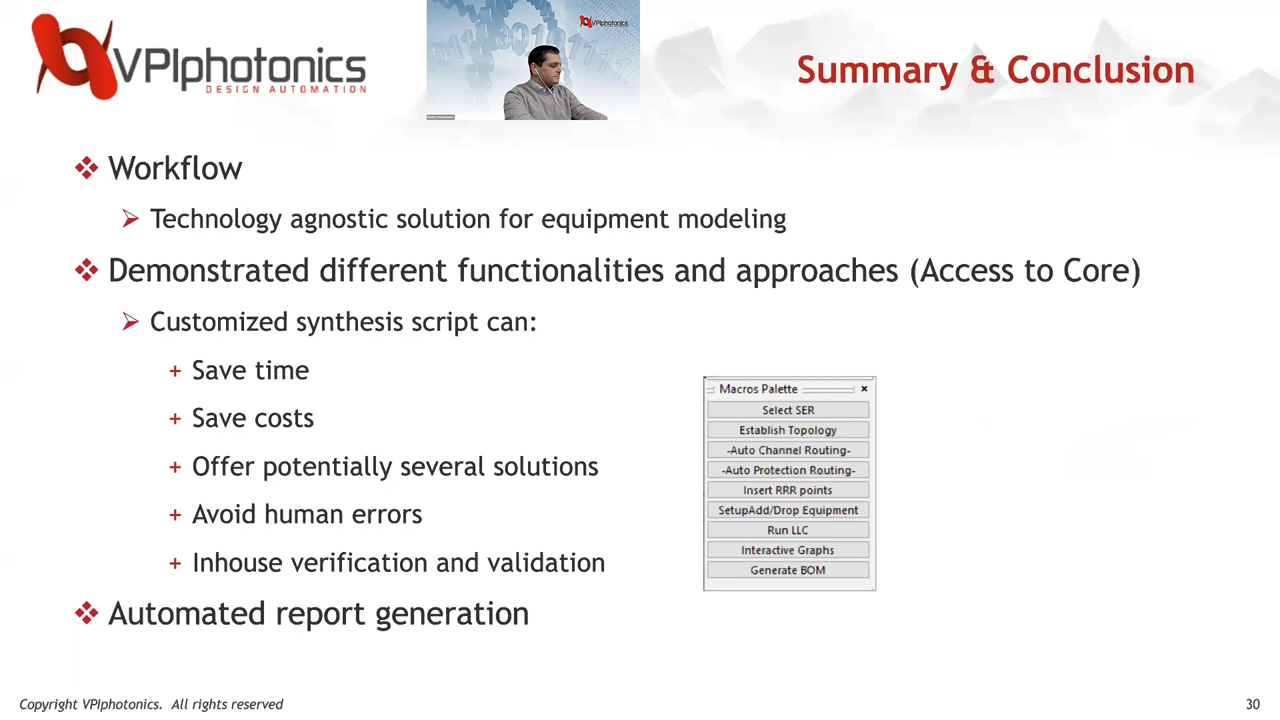 VPIphotonics
DESIGN AUTOMATION
VPIphotonics
Summary & Conclusion
Workflow
Technology agnostic solution for equipment modeling
Demonstrated different functionalities and approaches (Access to Core)
Customized synthesis script can:
+ Save time
+ Save costs
+ Offer potentially several solutions
+ Avoid human errors
+ Inhouse verification and validation
Automated report generation
Macros Palette
Select SER
Establish Topology
-Auto Channel Routing-
-Auto Protection Routing-
Insert RRR points
SetupAdd/Drop Equipment
Run LLC
Interactive Graphs
Generate BOM
Copyright VPIphotonics. All rights reserved
30